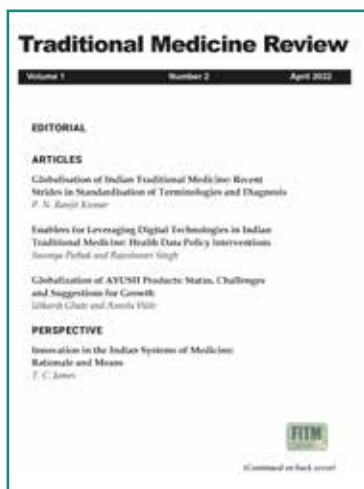 Traditional Medicine Review
Volume 1 Number 2 April 2022
EDITORIAL
ARTICLES
Globalisation of Indian Traditional Medicine: Recent
Strides in Standardisation of Terminologies and Diagnosis
P. N. Ranjit Kumar
Enablers for Leveraging Digital Technologies in Indian
Traditional Medicine: Health Data Policy Interventions
Pathak and Rajeshwari Singh
Globalization of AYUSH Products: Status, Challenges
and Suggestions for Growth
Utkarsh Ghate and
PERSPECTIVE
Innovation in the Indian Systems of Medicine:
Rationale and Means
T. C. James
FITM
(Continued on back cover)